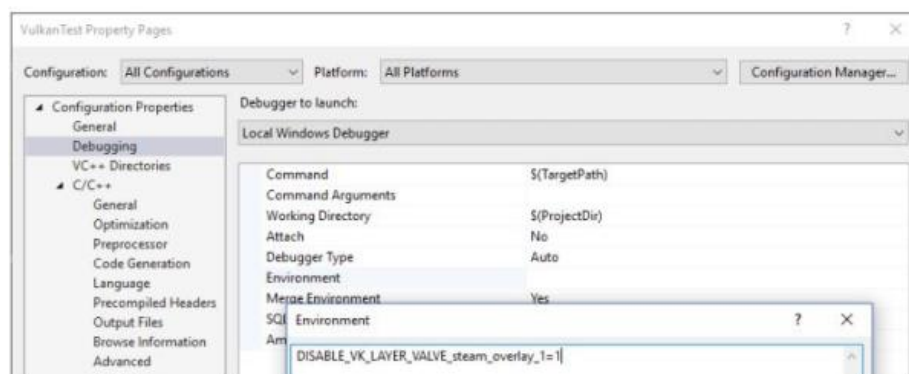 VulkanTest Property Pages ? ×
Configuration: All Configurations Platform: All Platforms Configuration Manager...
Configuration Properties
General
Debugging
VC++ Directories
C/C++
General
Optimization
Preprocessor
Code Generation
Language
Precompiled Headers
Output Files
Browse Information
Advanced
Debugger to launch:
Local Windows Debugger
Command $(TargetPath)
Command Arguments
Working Directory $(ProjectDir)
Attach No
Debugger Type Auto
Environment
Merge Environment Yes
SQL
Am
Environment ? ×
DISABLE_VK_LAYER_VALVE_steam_overlay_1=1